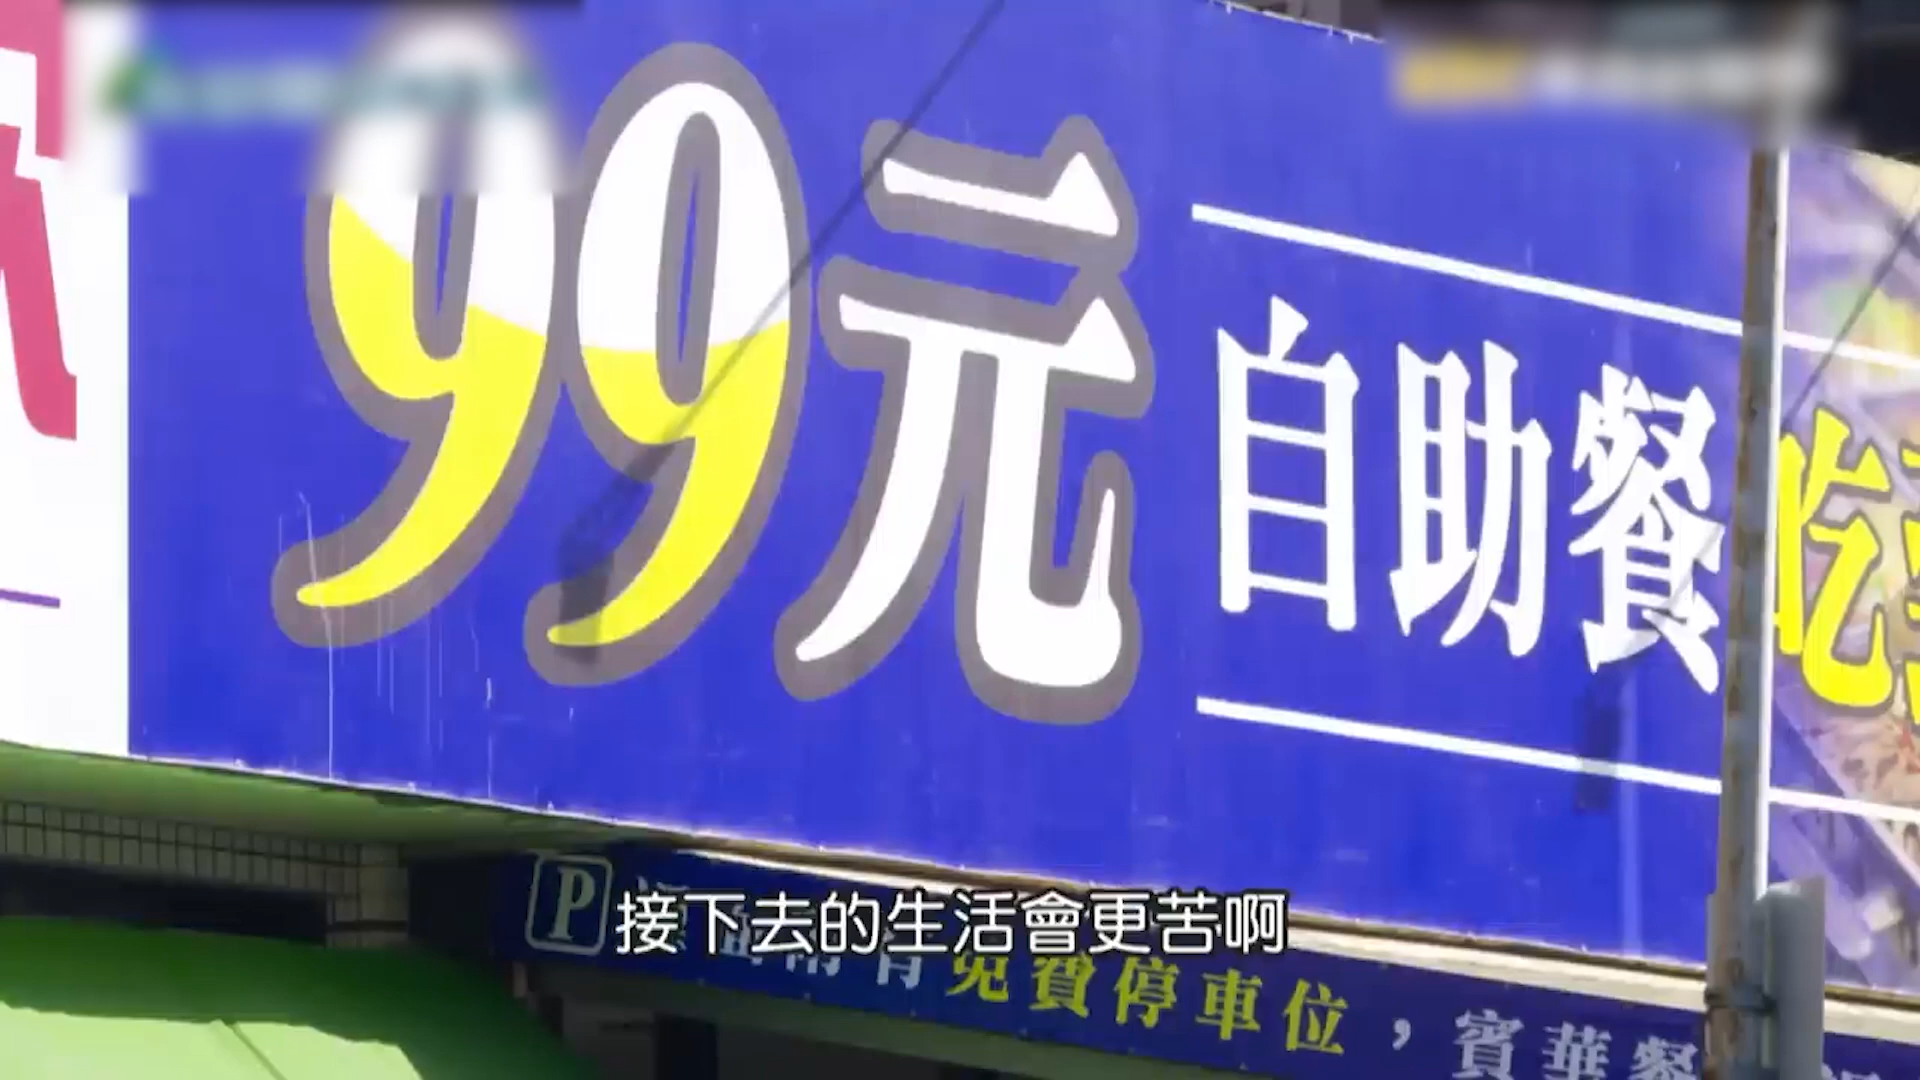 99元 自助餐 吃
接下去的生活會更苦啊
P
免費停車位，賓華餐